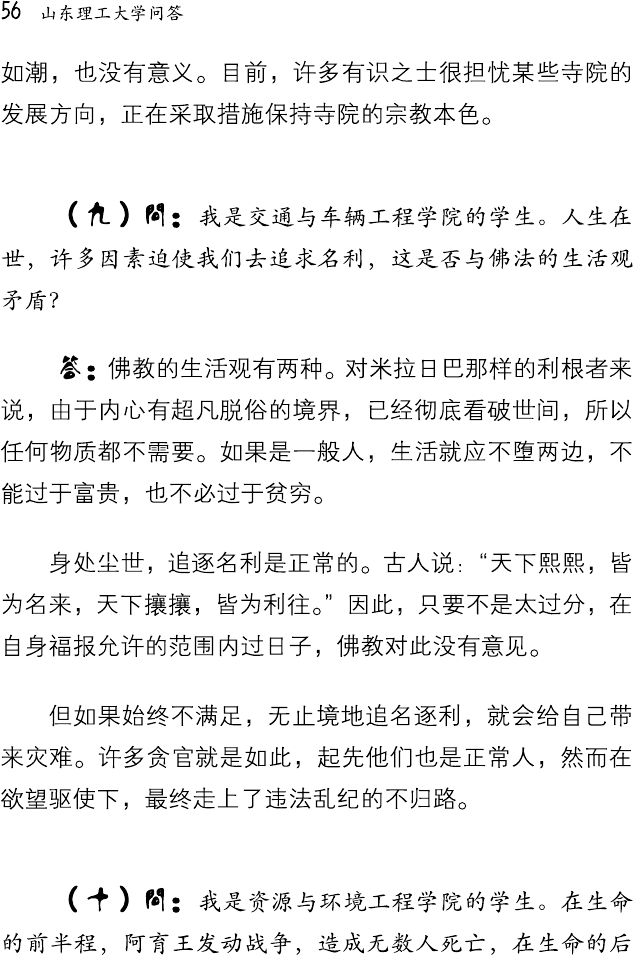 56 山东理工大学问答
如潮，也没有意义。目前，许多有识之士很担忧某些寺院的
发展方向，正在采取措施保持寺院的宗教本色。
（九）問：我是交通与车辆工程学院的学生。人生在
世，许多因素迫使我们去追求名利，这是否与佛法的生活观
矛盾？
答：佛教的生活观有两种。对米拉日巴那样的利根者来
说，由于内心有超凡脱俗的境界，已经彻底看破世间，所以
任何物质都不需要。如果是一般人，生活就应不堕两边，不
能过于富贵，也不必过于贫穷。
身处尘世，追逐名利是正常的。古人说：“天下熙熙，皆
为名来，天下攘攘，皆为利往。”因此，只要不是太过分，在
自身福报允许的范围内过日子，佛教对此没有意见。
但如果始终不满足，无止境地追名逐利，就会给自己带
来灾难。许多贪官就是如此，起先他们也是正常人，然而在
欲望驱使下，最终走上了违法乱纪的不归路。
（十）問：我是资源与环境工程学院的学生。在生命
的前半程，阿育王发动战争，造成无数人死亡，在生命的后